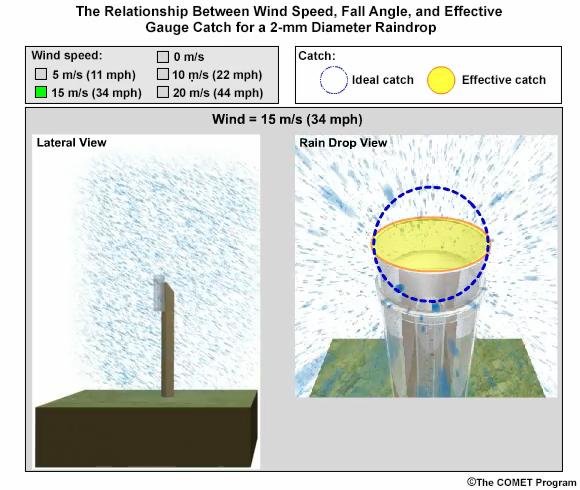 The Relationship Between Wind Speed, Fall Angle, and Effective
Gauge Catch for a 2-mm Diameter Raindrop
Wind speed:
0 m/s
5 m/s (11 mph)
10 m/s (22 mph)
15 m/s (34 mph)
20 m/s (44 mph)
Catch:
Ideal catch
Effective catch
Wind = 15 m/s (34 mph)
Lateral View
Rain Drop View
©The COMET Program